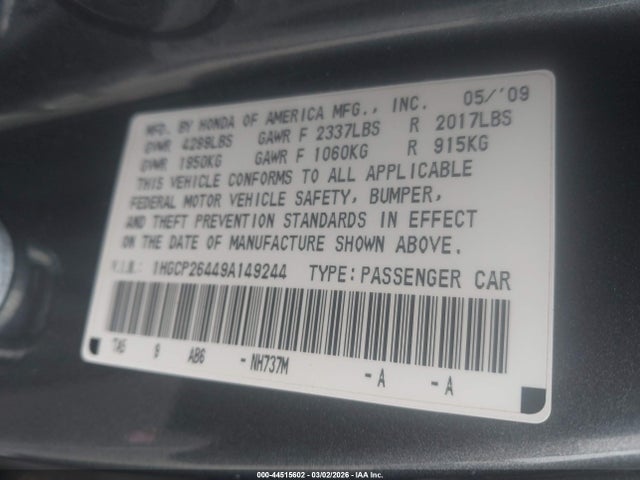 MFD. BY HONDA OF AMERICA MFG., INC. 05/'09
GVWR 4299LBS GAWR F 2337LBS R 2017LBS
GVWR 1950KG GAWR F 1060KG R 915KG
THIS VEHICLE CONFORMS TO ALL APPLICABLE
FEDERAL MOTOR VEHICLE SAFETY, BUMPER,
AND THEFT PREVENTION STANDARDS IN EFFECT
ON THE DATE OF MANUFACTURE SHOWN ABOVE.
V.I.N.: 1HGCP26449A149244 TYPE:PASSENGER CAR
TA5 B AB6 -NH737M -A -A
000-44515602 - 03/02/2026 - IAA Inc.